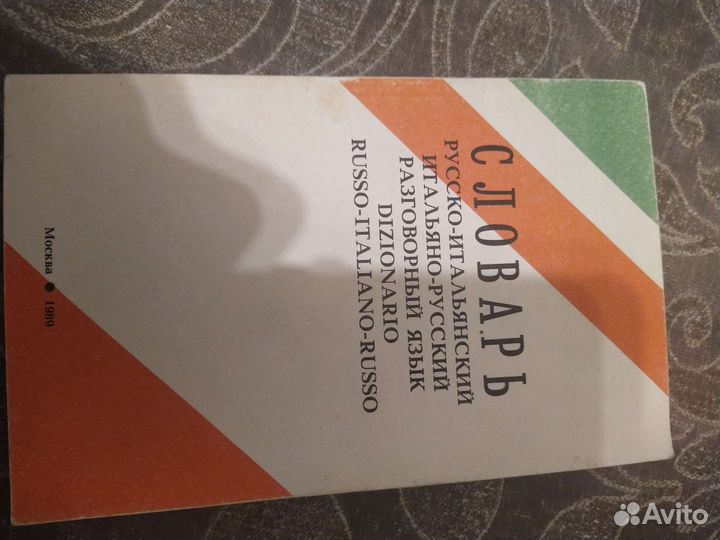 СЛОВАРЬ
РУССКО-ИТАЛЬЯНСКИЙ
ИТАЛЬЯНО-РУССКИЙ
РАЗГОВОРНЫЙ ЯЗЫК
DIZIONARIO
RUSSO-ITALIANO-RUSSO
Москва ● 1989
Avito